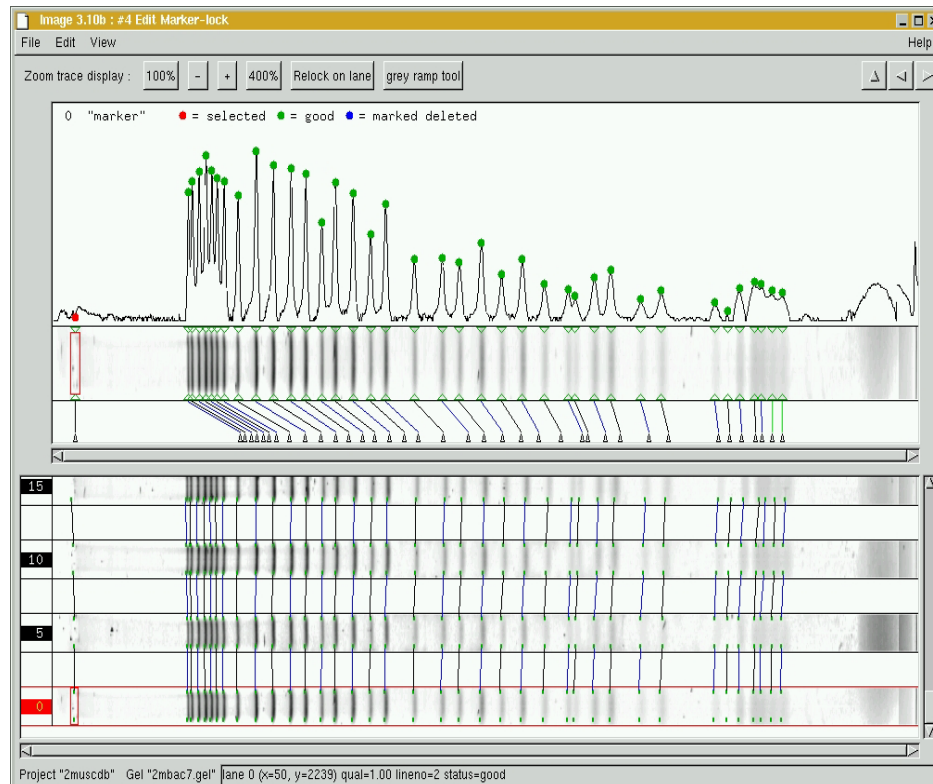 Image 3.10b : #4 Edit Marker-lock
File Edit View Help
Zoom trace display : 100% - + 400% Relock on lane grey ramp tool
0 "marker" = selected = good = marked deleted
15
10
5
0
Project "2muscdb" Gel "2mbac7.gel" lane 0 (x=50, y=2239) qual=1.00 lineno=2 status=good